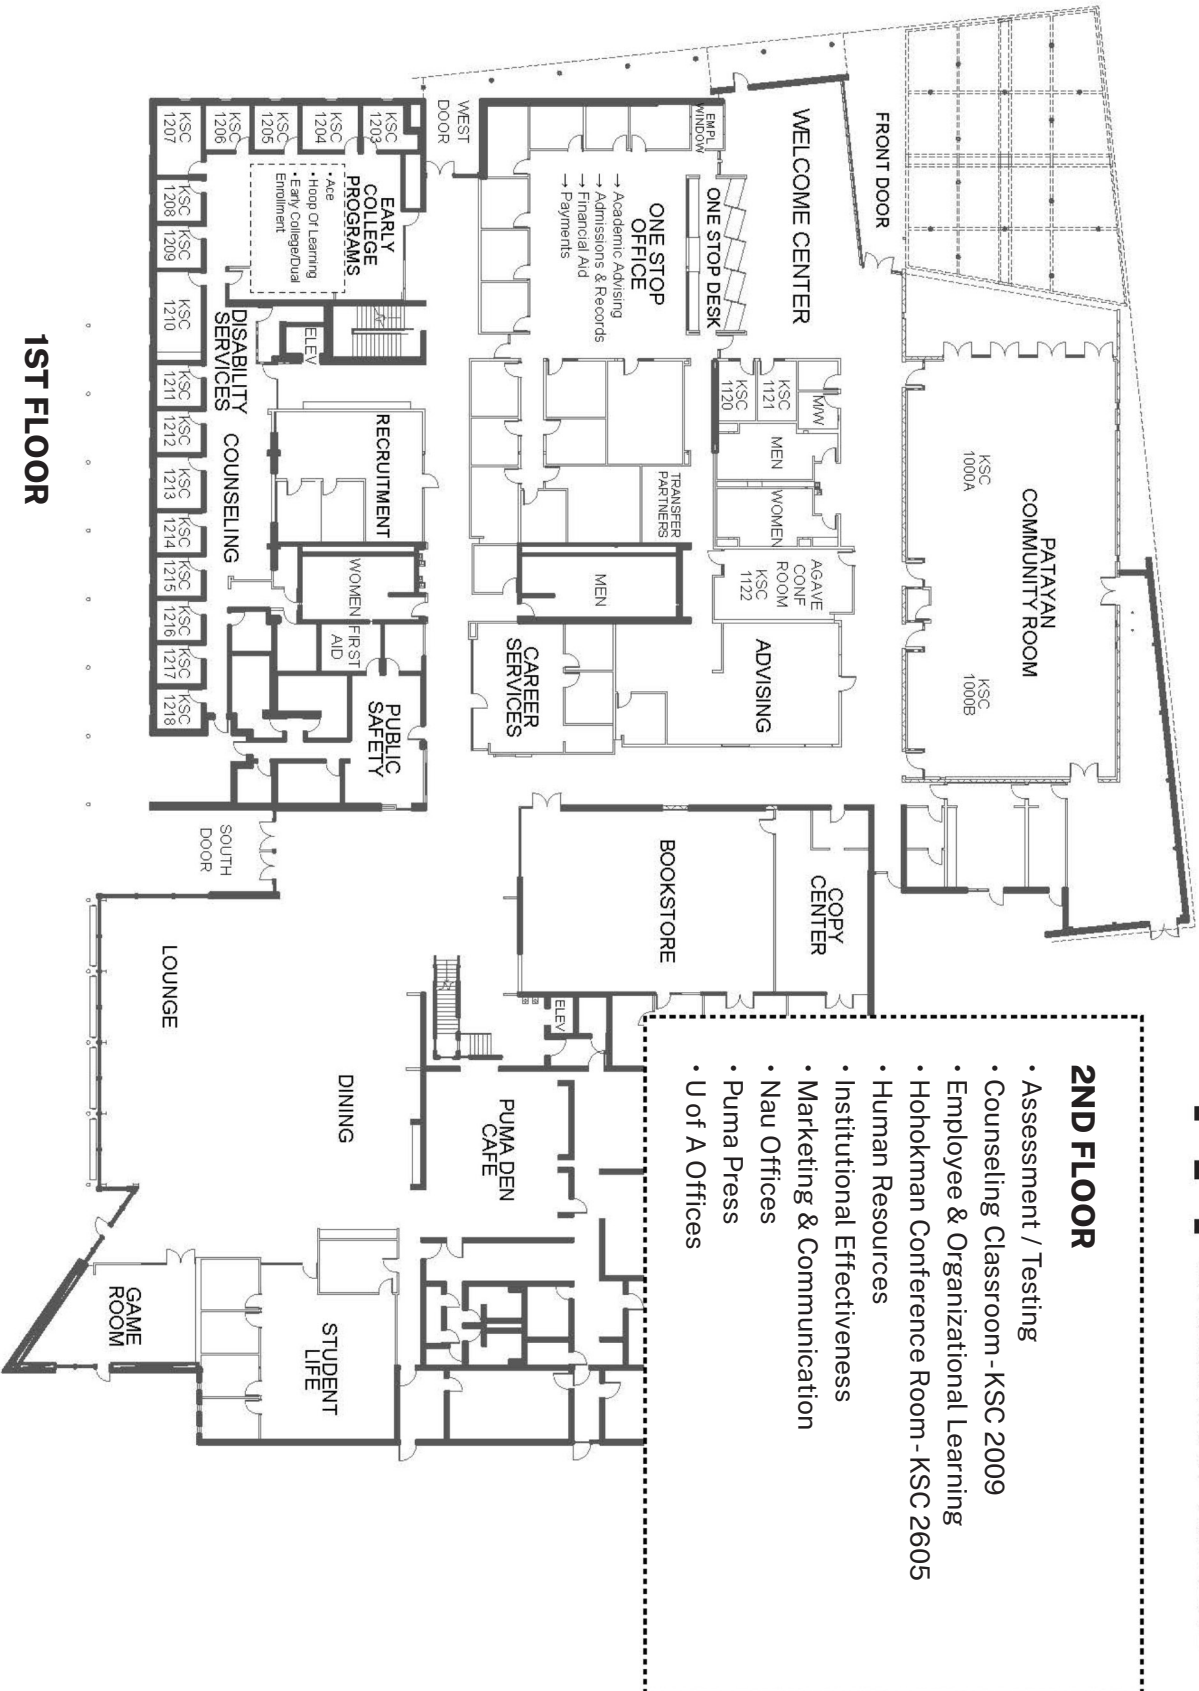 FRONT DOOR
WELCOME CENTER
EMPL
WINDOW
ONE STOP DESK
ONE STOP
OFFICE
→ Academic Advising
→ Admissions & Records
→ Financial Aid
→ Payments
WEST
DOOR
KSC
1203
KSC
1204
KSC
1205
KSC
1206
KSC
1207
EARLY
COLLEGE
PROGRAMS
• Ace
• Hoop Of Learning
• Early College/Dual
Enrollment
KSC
1208
KSC
1209
KSC
1210
KSC
1211
KSC
1212
KSC
1213
KSC
1214
KSC
1215
KSC
1216
KSC
1217
KSC
1218
DISABILITY
SERVICES
ELEV
COUNSELING
RECRUITMENT
WOMEN
FIRST
AID
PUBLIC
SAFETY
PATAYAN
COMMUNITY ROOM
KSC
1000A
KSC
1000B
M/W
KSC
1121
KSC
1120
MEN
WOMEN
TRANSFER
PARTNERS
AGAVE
CONF
ROOM
KSC
1122
MEN
ADVISING
CAREER
SERVICES
COPY
CENTER
BOOKSTORE
ELEV
SOUTH
DOOR
LOUNGE
DINING
PUMA DEN
CAFE
STUDENT
LIFE
GAME
ROOM
1ST FLOOR
2ND FLOOR
• Assessment / Testing
• Counseling Classroom - KSC 2009
• Employee & Organizational Learning
• Hohokman Conference Room - KSC 2605
• Human Resources
• Institutional Effectiveness
• Marketing & Communication
• Nau Offices
• Puma Press
• U of A Offices